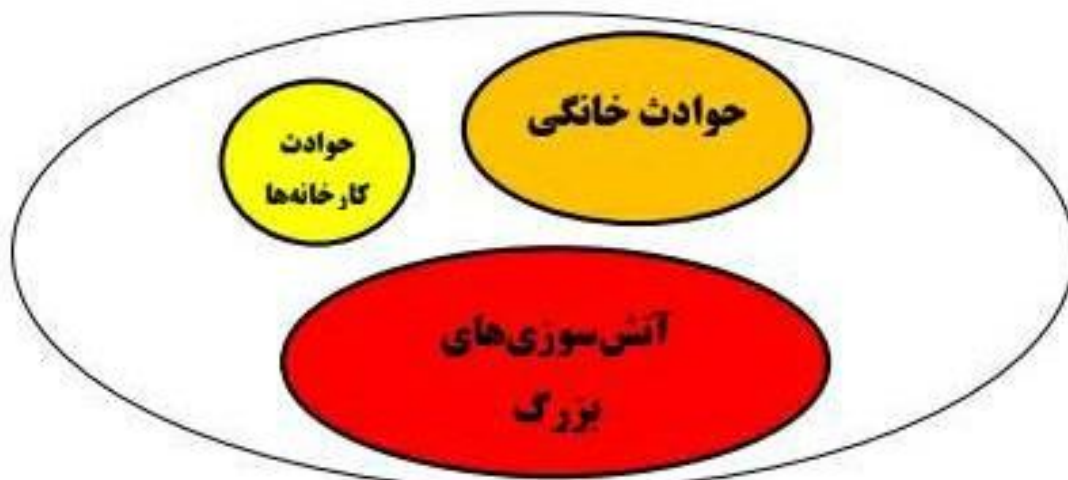 حوادث خانگی
حوادث
کارخانه‌ها
آتش‌سوزی‌های
بزرگ